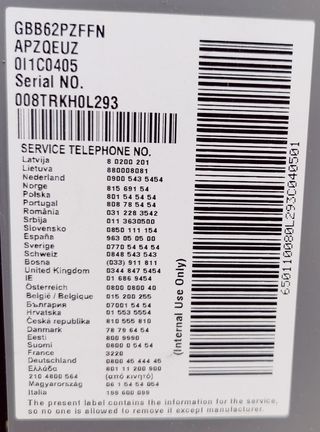 GBB62PZFFN
APZQEUZ
0I1C0405
Serial NO.
008TRKH0L293
SERVICE TELEPHONE NO.
Latvija 8 0200 201
Lietuva 880008081
Nederland 0900 543 5454
Norge 815 691 54
Polska 801 54 54 54
Portugal 808 78 54 54
România 031 228 3542
Srbija 011 3630500
Slovensko 0850 111 154
España 963 05 05 00
Sverige 0770 54 54 54
Schweiz 0848 543 543
Bosna (033) 911 811
United Kingdom 0344 847 5454
IE 01 686 9454
Österreich 0800 0800 40
België / Belgique 015 200 255
България 07001 54 54
Hrvatska 01 553 5554
Česká republika 810 555 810
Danmark 78 79 64 54
Eesti 800 9990
Suomi 0800 0 54 54
France 3220
Deutschland 0800 45 444 45
Ελλάδα 801 11 200 900
210 4800 564 (από κινητό)
Magyarország 06 1 54 54 054
Italia 199 600 099
(Internal Use Only)
650110080L293C040501
The present label contains the information for the service,
so no one is allowed to remove it except manufacturer.